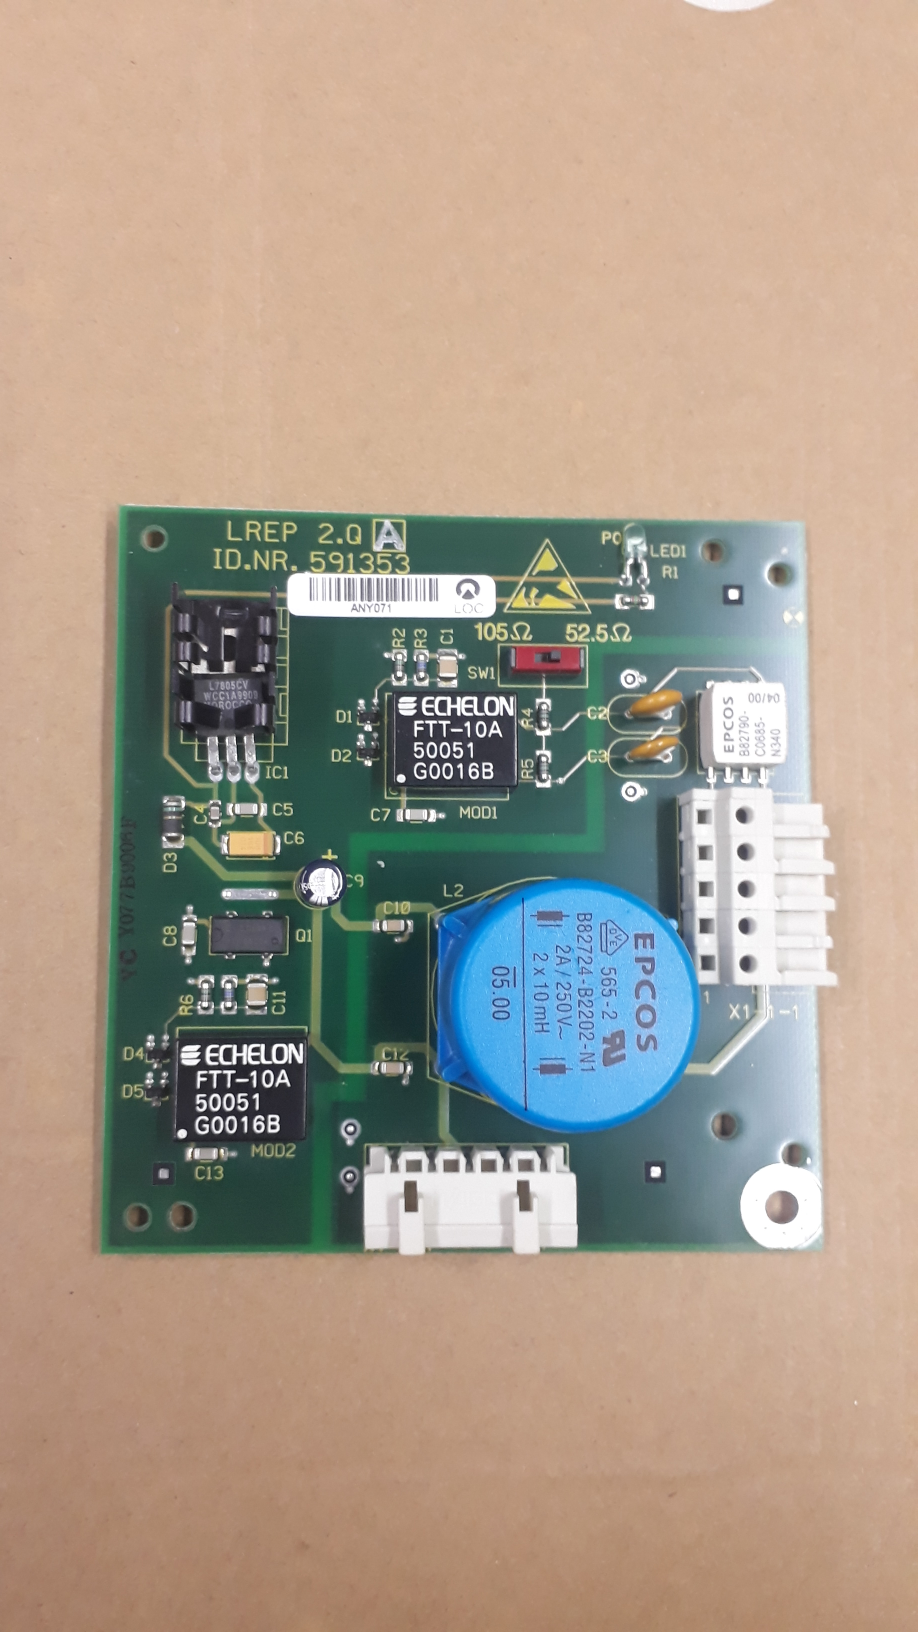 LREP 2.Q A
ID.NR. 591353
ANY071
LOC
LED1
R1
105Ω
52.5Ω
SW1
R2
R3
C1
L7805CV
IC1
D1
D2
ECHELON
FTT-10A
50051
G0016B
MOD1
C7
R4
R5
C2
C3
EPCOS
B82790-
C0685-
N340
04/00
C4
C5
C6
D3
+
C9
C8
Q1
C10
L2
EPCOS
565-2
B82724-B2202-N1
2A/250V~
2x10mH
05.00
1
X1-1-1
R6
C11
C12
D4
D5
ECHELON
FTT-10A
50051
G0016B
MOD2
C13